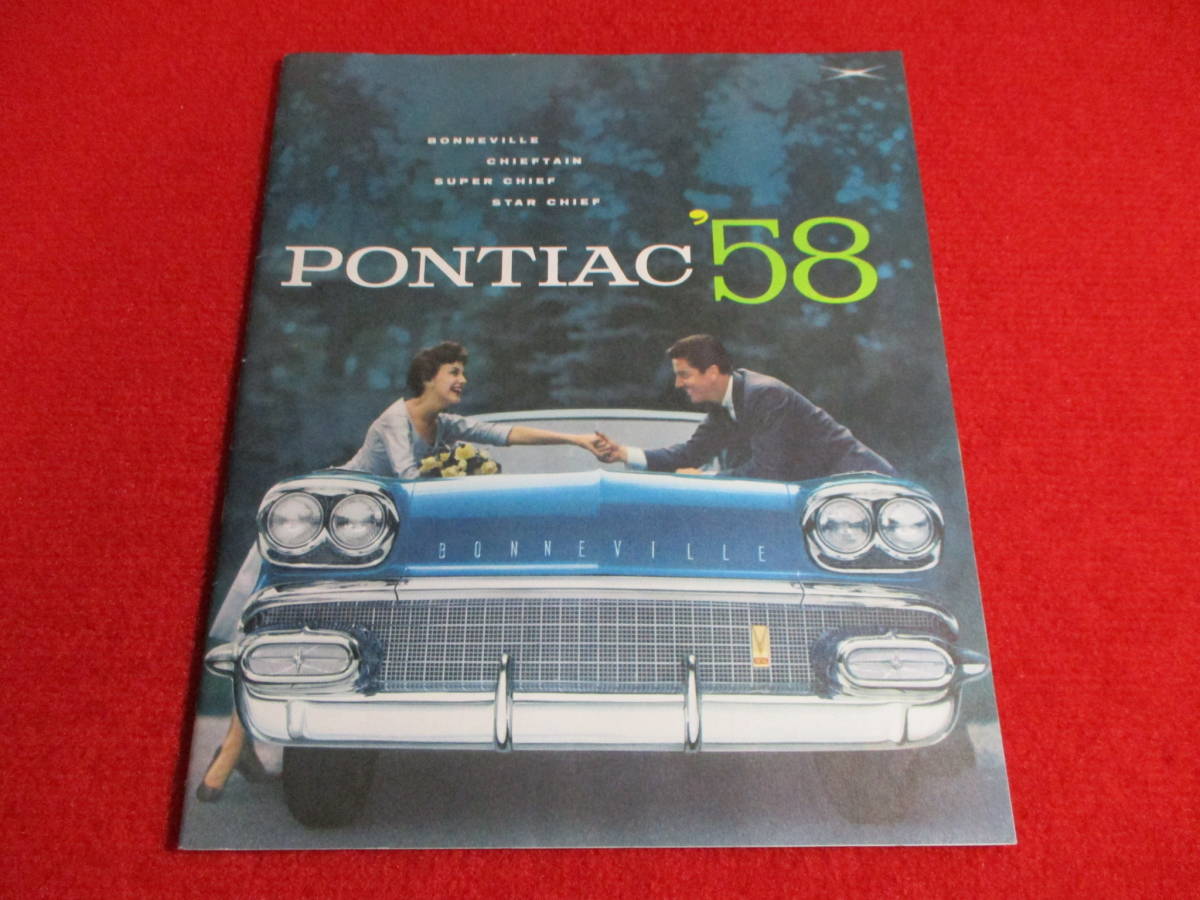 BONNEVILLE
CHIEFTAIN
SUPER CHIEF
STAR CHIEF
PONTIAC '58
BONNEVILLE
V